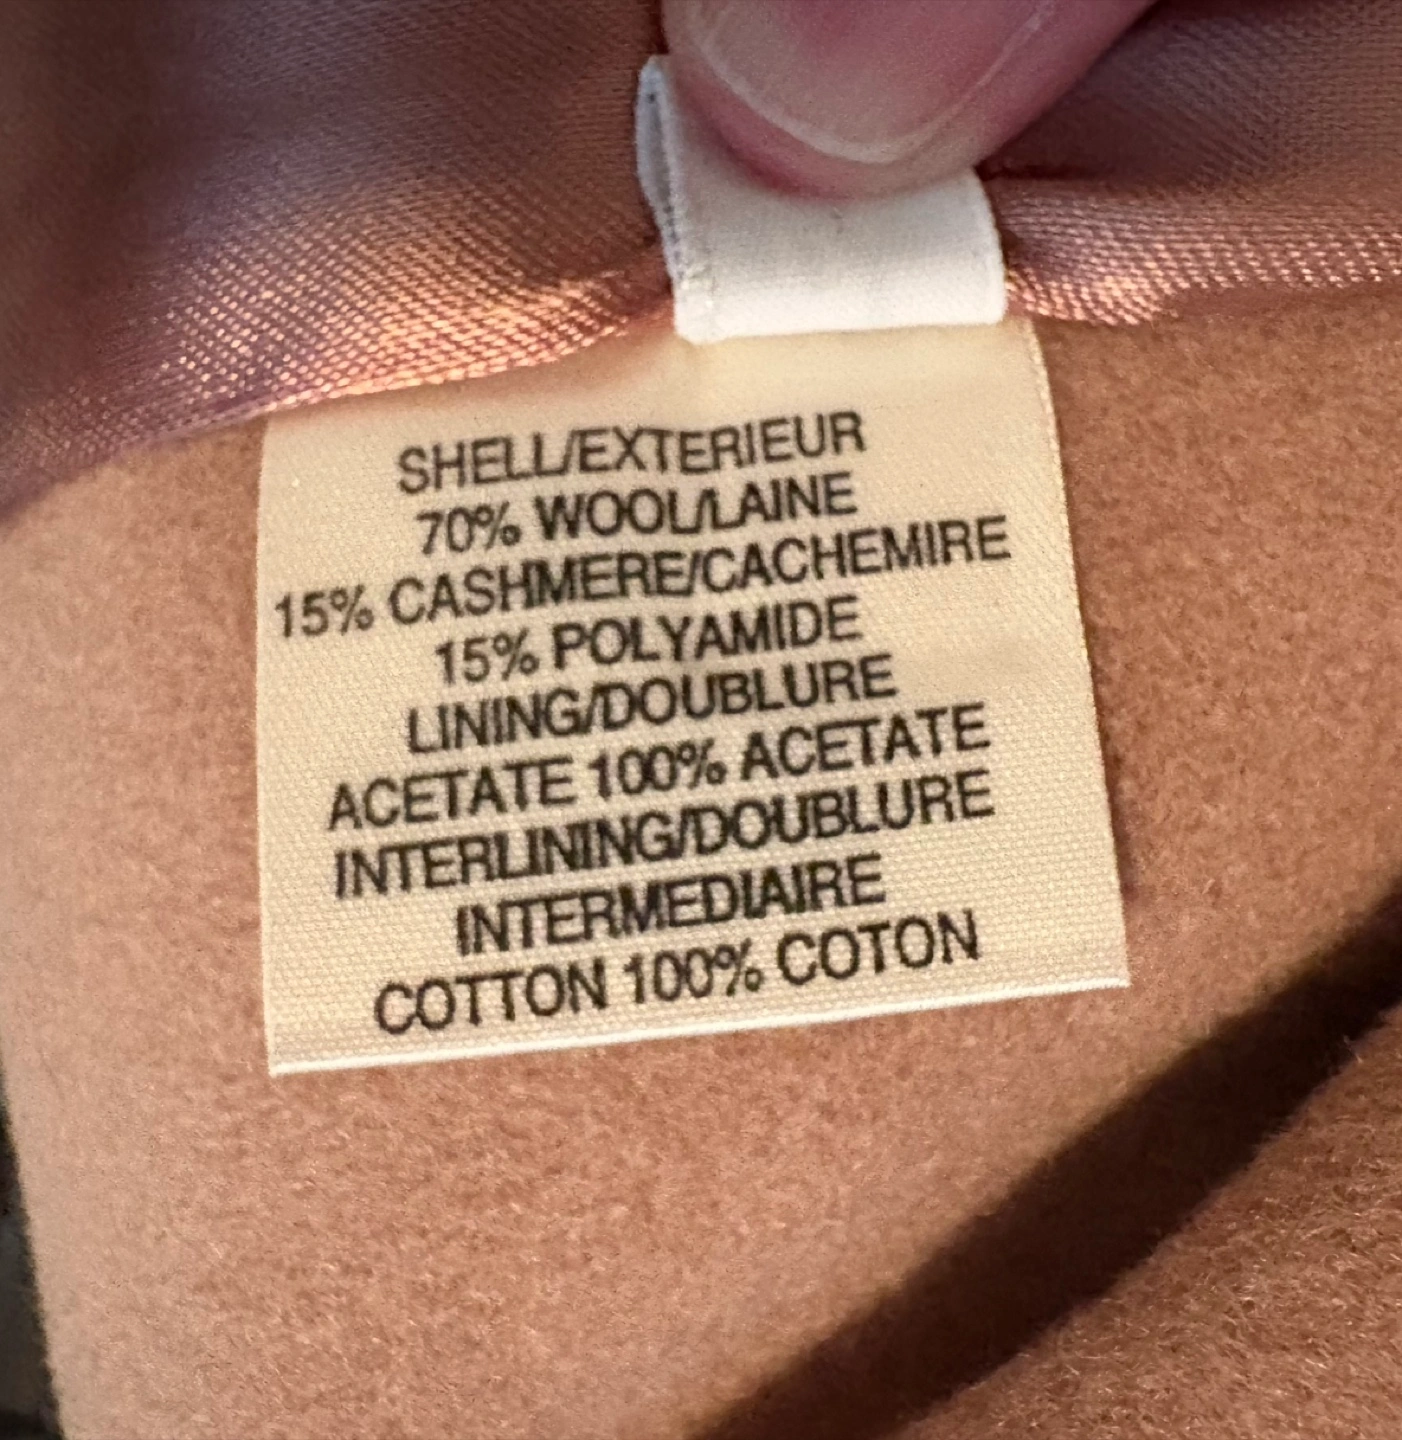 SHELL/EXTERIEUR
70% WOOL/LAINE
15% CASHMERE/CACHEMIRE
15% POLYAMIDE
LINING/DOUBLURE
ACETATE 100% ACETATE
INTERLINING/DOUBLURE
INTERMEDIAIRE
COTTON 100% COTON